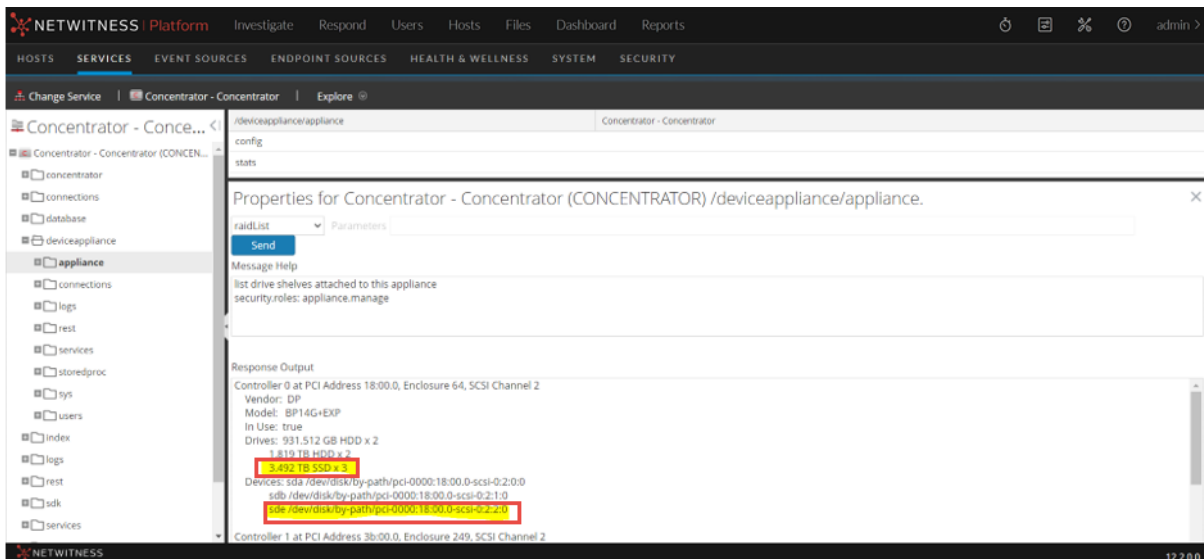 NETWITNESS | Platform Investigate Respond Users Hosts Files Dashboard Reports admin >
HOSTS SERVICES EVENT SOURCES ENDPOINT SOURCES HEALTH & WELLNESS SYSTEM SECURITY
Change Service | Concentrator - Concentrator | Explore
Concentrator - Conce...
Concentrator - Concentrator (CONCEN...
concentrator
connections
database
deviceappliance
appliance
connections
logs
rest
services
storedproc
sys
users
index
logs
rest
sdk
services
/deviceappliance/appliance Concentrator - Concentrator
config
stats
Properties for Concentrator - Concentrator (CONCENTRATOR) /deviceappliance/appliance.
raidList Parameters
Send
Message Help
list drive shelves attached to this appliance
security.roles: appliance.manage
Response Output
Controller 0 at PCI Address 18:00.0, Enclosure 64, SCSI Channel 2
Vendor: DP
Model: BP14G+EXP
In Use: true
Drives: 931.512 GB HDD x 2
1.819 TB HDD x 2
3.492 TB SSD x 3
Devices: sda /dev/disk/by-path/pci-0000:18:00.0-scsi-0:2:0:0
sdb /dev/disk/by-path/pci-0000:18:00.0-scsi-0:2:1:0
sde /dev/disk/by-path/pci-0000:18:00.0-scsi-0:2:2:0
Controller 1 at PCI Address 3b:00.0, Enclosure 249, SCSI Channel 2
NETWITNESS 12.2.0.0